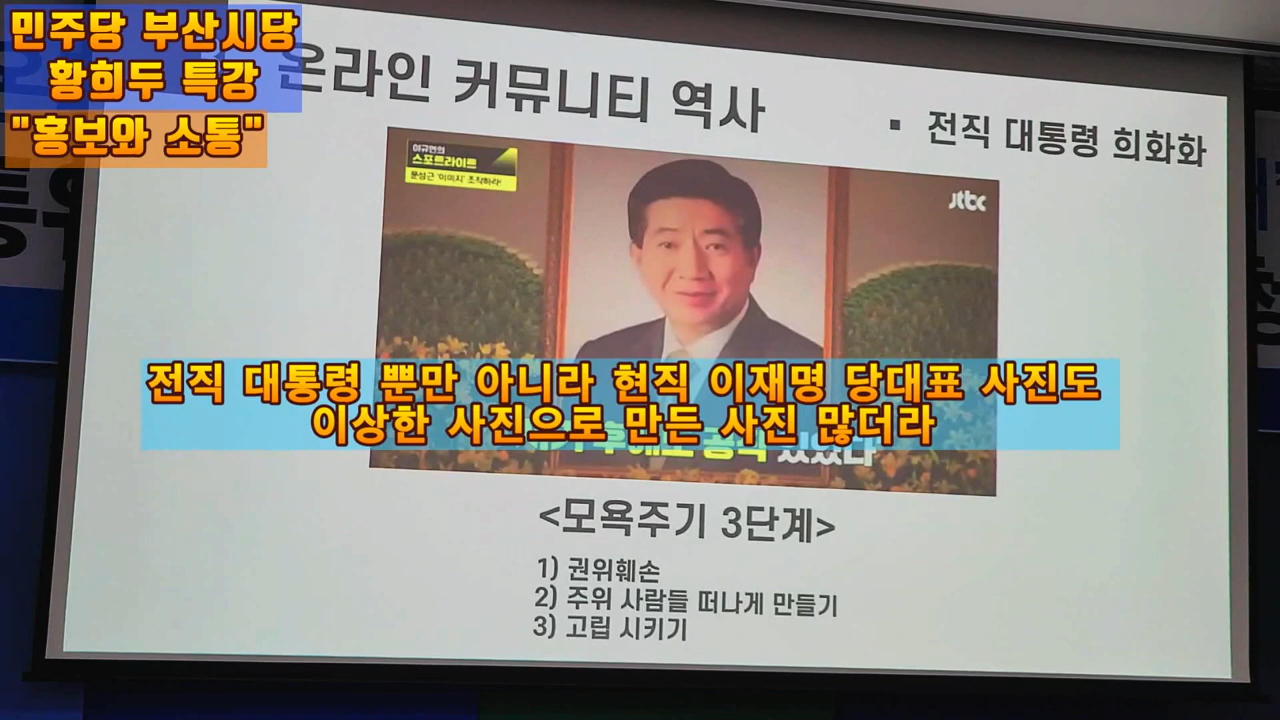 민주당 부산시당
황희두 특강
"홍보와 소통"
온라인 커뮤니티 역사
▪ 전직 대통령 희화화
이규연의
스포트라이트
문성근 '이미지' 조작하라!
jtbc
전직 대통령 뿐만 아니라 현직 이재명 당대표 사진도
이상한 사진으로 만든 사진 많더라
있었다
<모욕주기 3단계>
1) 권위훼손
2) 주위 사람들 떠나게 만들기
3) 고립 시키기